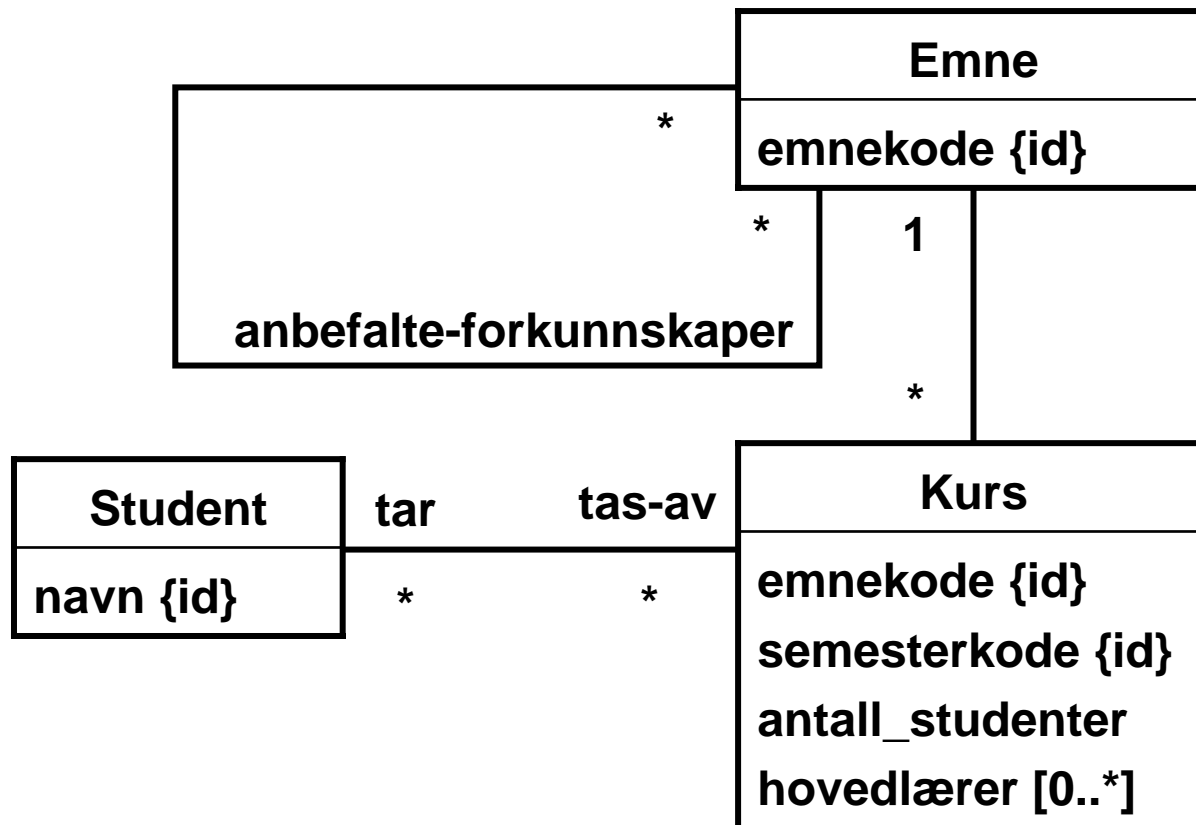 Emne
*
emnekode {id}
*
1
anbefalte-forkunnskaper
*
Student
tar
tas-av
Kurs
navn {id}
*
*
emnekode {id}
semesterkode {id}
antall_studenter
hovedlærer [0..*]